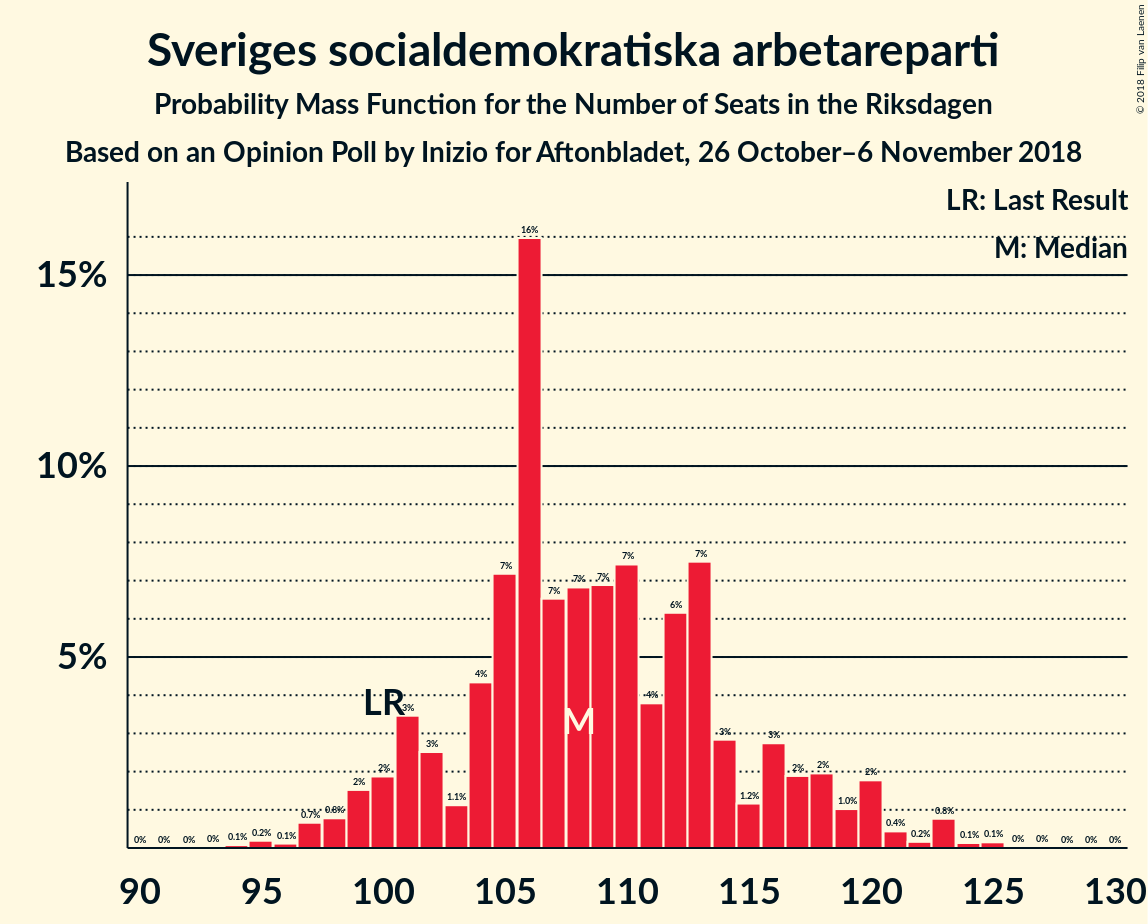 Sveriges socialdemokratiska arbetareparti
Probability Mass Function for the Number of Seats in the Riksdagen
Based on an Opinion Poll by Inizio for Aftonbladet, 26 October–6 November 2018
© 2018 Filip van Laenen
LR: Last Result
M: Median
15%
10%
5%
LR
M
0% 0% 0% 0% 0.1% 0.2% 0.1% 0.7% 0.8% 2% 2% 3% 3% 1.1% 4% 7% 16% 7% 7% 7% 7% 4% 6% 7% 3% 1.2% 3% 2% 2% 1.0% 2% 0.4% 0.2% 0.8% 0.1% 0.1% 0% 0% 0% 0% 0%
90 95 100 105 110 115 120 125 130